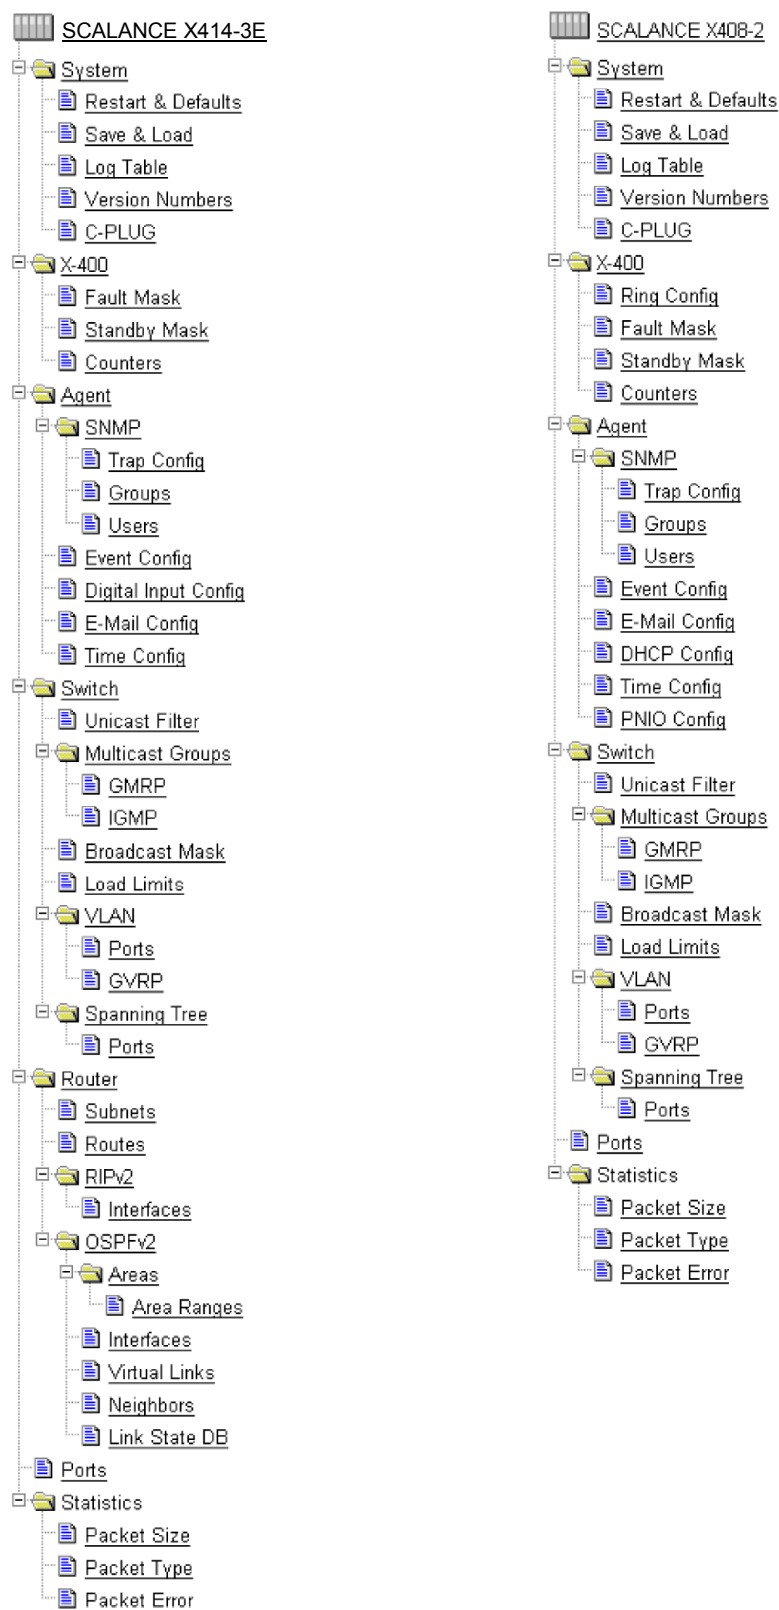 SCALANCE X414-3E
System
Restart & Defaults
Save & Load
Log Table
Version Numbers
C-PLUG
X-400
Fault Mask
Standby Mask
Counters
Agent
SNMP
Trap Config
Groups
Users
Event Config
Digital Input Config
E-Mail Config
Time Config
Switch
Unicast Filter
Multicast Groups
GMRP
IGMP
Broadcast Mask
Load Limits
VLAN
Ports
GVRP
Spanning Tree
Ports
Router
Subnets
Routes
RIPv2
Interfaces
OSPFv2
Areas
Area Ranges
Interfaces
Virtual Links
Neighbors
Link State DB
Ports
Statistics
Packet Size
Packet Type
Packet Error
SCALANCE X408-2
System
Restart & Defaults
Save & Load
Log Table
Version Numbers
C-PLUG
X-400
Ring Config
Fault Mask
Standby Mask
Counters
Agent
SNMP
Trap Config
Groups
Users
Event Config
E-Mail Config
DHCP Config
Time Config
PNIO Config
Switch
Unicast Filter
Multicast Groups
GMRP
IGMP
Broadcast Mask
Load Limits
VLAN
Ports
GVRP
Spanning Tree
Ports
Ports
Statistics
Packet Size
Packet Type
Packet Error